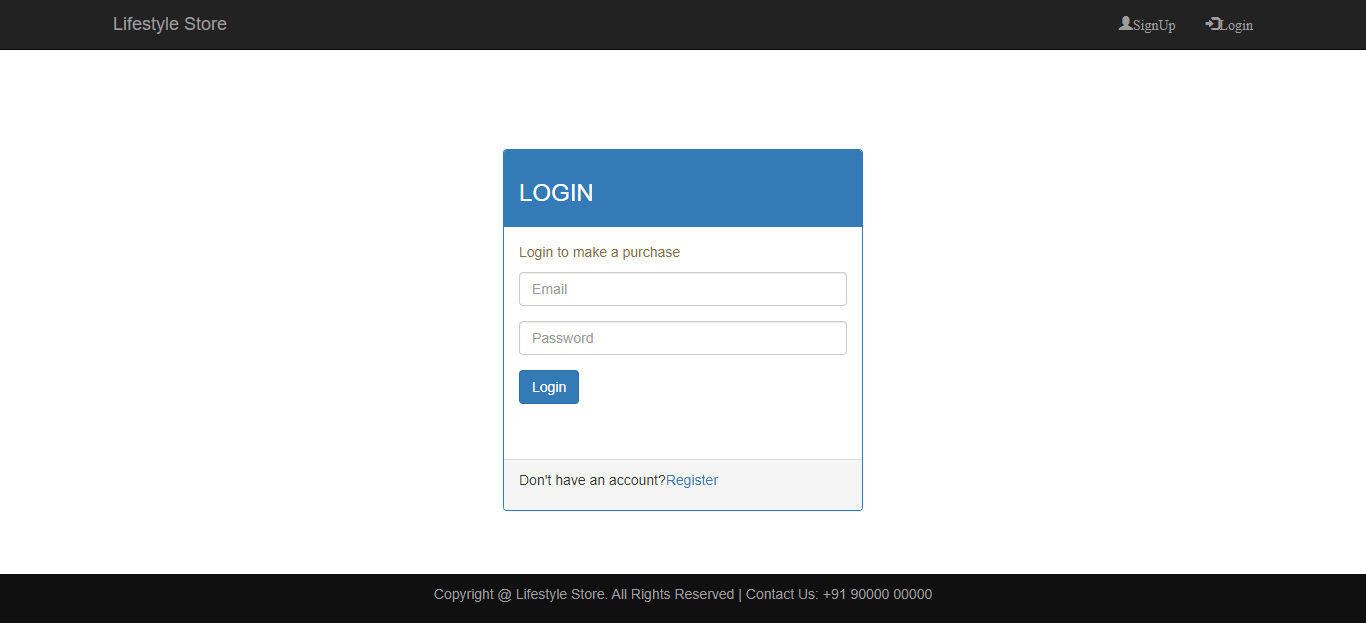 Lifestyle Store SignUp Login
LOGIN
Login to make a purchase
Email
Password
Login
Don't have an account?Register
Copyright @ Lifestyle Store. All Rights Reserved | Contact Us: +91 90000 00000